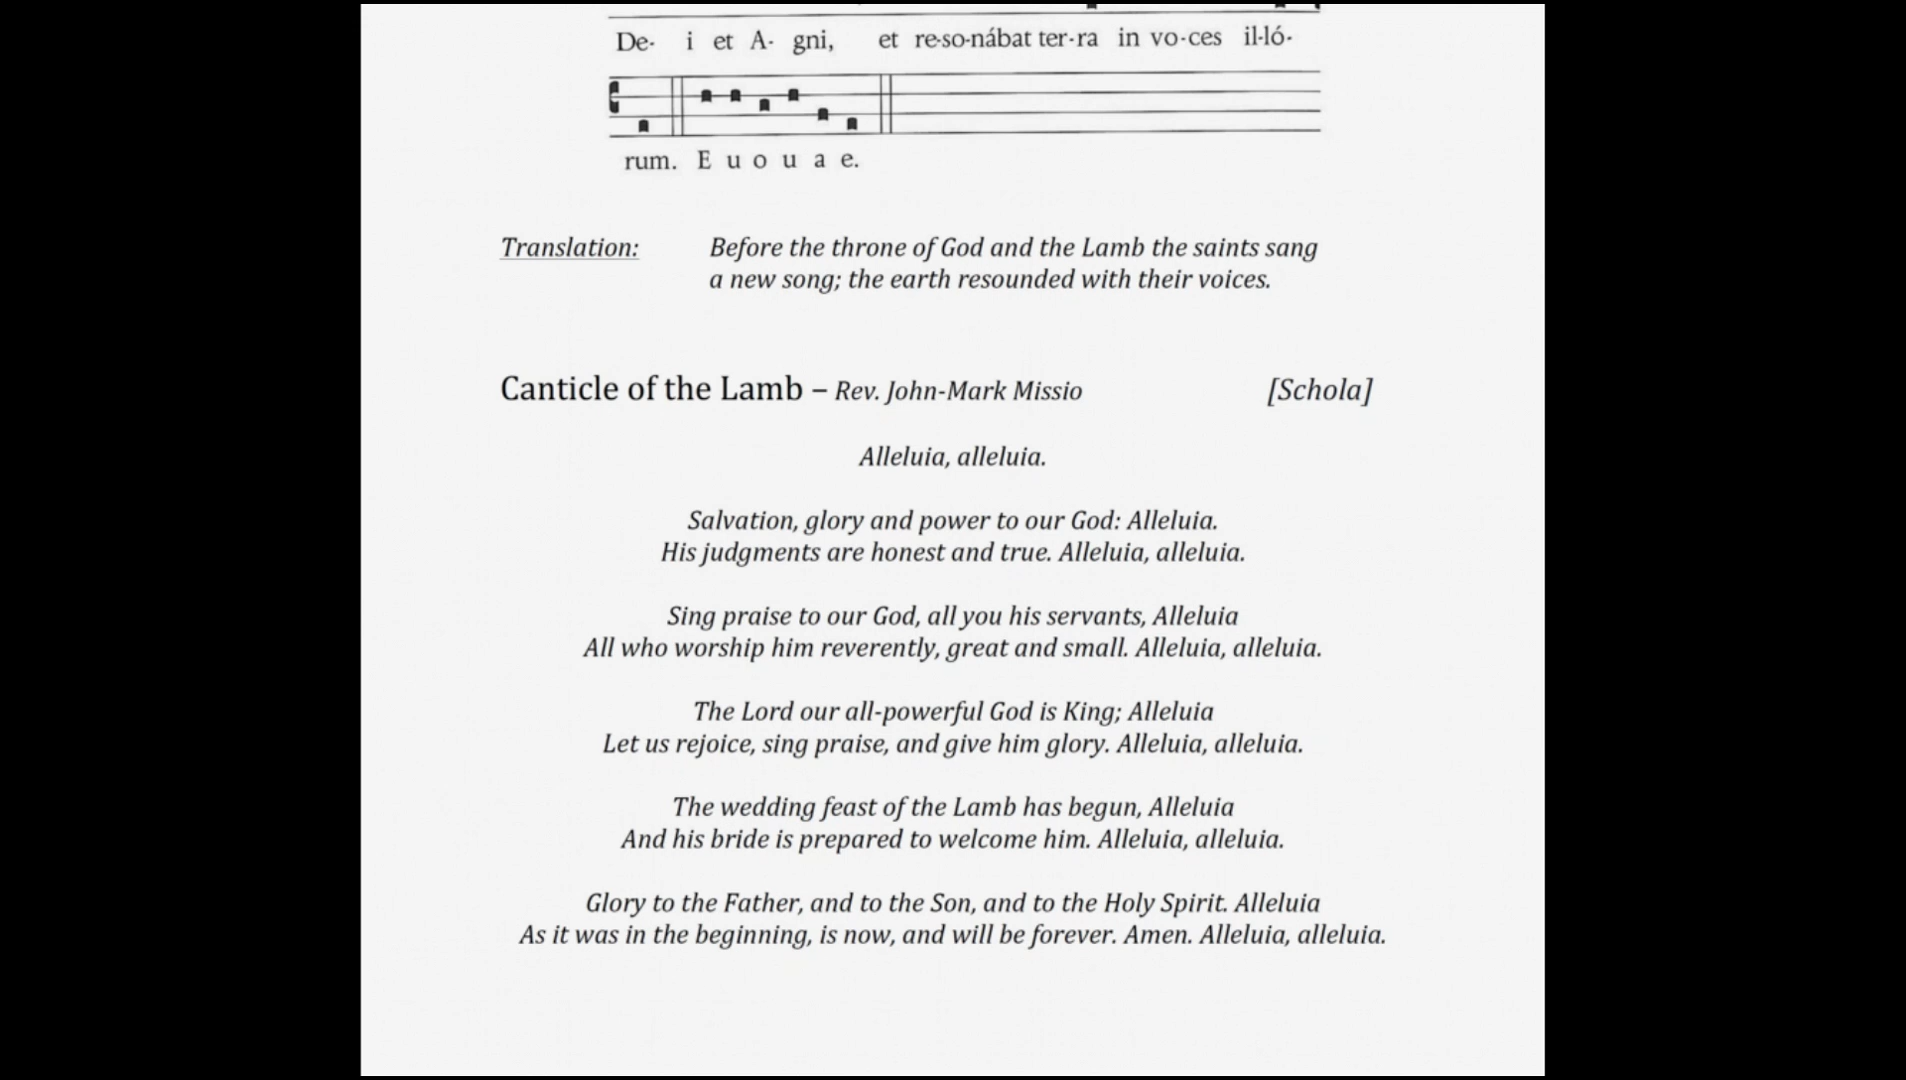 De- i et A- gni, et re-so-nábat ter-ra in vo-ces il-ló-
rum. E u o u a e.
Translation: Before the throne of God and the Lamb the saints sang
a new song; the earth resounded with their voices.
Canticle of the Lamb – Rev. John-Mark Missio [Schola]
Alleluia, alleluia.
Salvation, glory and power to our God: Alleluia.
His judgments are honest and true. Alleluia, alleluia.
Sing praise to our God, all you his servants, Alleluia
All who worship him reverently, great and small. Alleluia, alleluia.
The Lord our all-powerful God is King; Alleluia
Let us rejoice, sing praise, and give him glory. Alleluia, alleluia.
The wedding feast of the Lamb has begun, Alleluia
And his bride is prepared to welcome him. Alleluia, alleluia.
Glory to the Father, and to the Son, and to the Holy Spirit. Alleluia
As it was in the beginning, is now, and will be forever. Amen. Alleluia, alleluia.